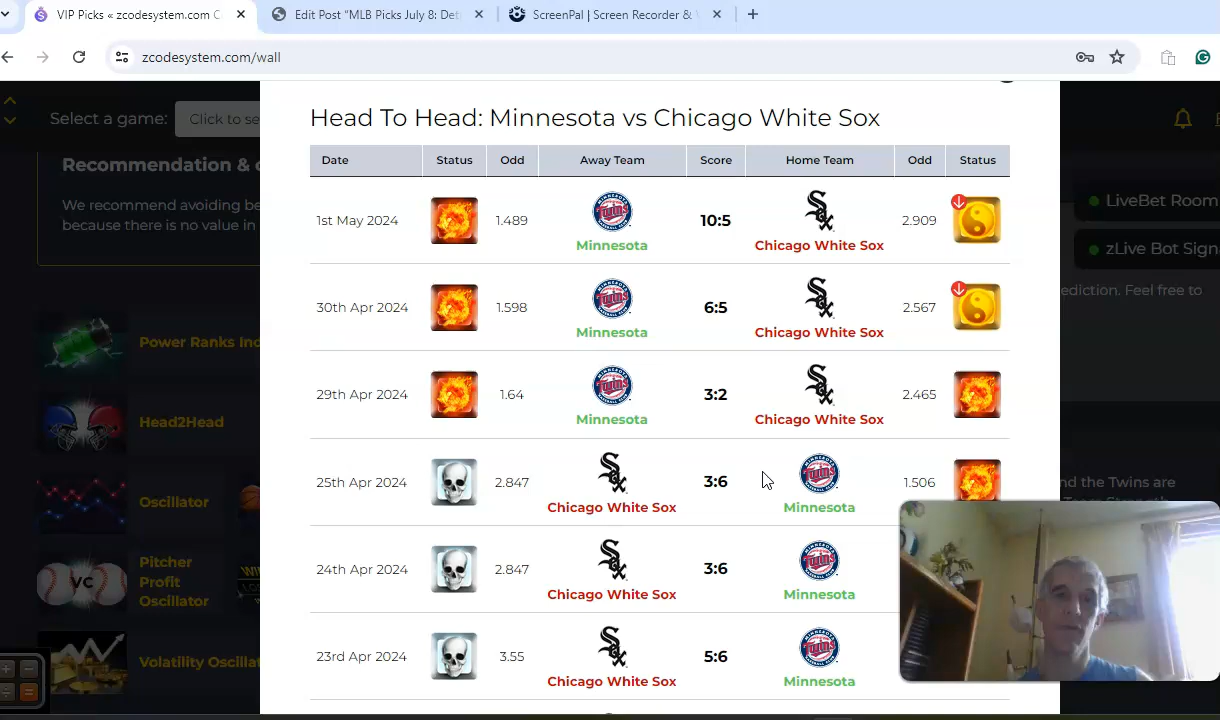 VIP Picks « zcodesystem.com C
Edit Post "MLB Picks July 8: Det
ScreenPal | Screen Recorder &
zcodesystem.com/wall
Select a game:
Click to se
Recommendation &
We recommend avoiding be
because there is no value in
Power Ranks Ind
Head2Head
Oscillator
Pitcher
Profit
Oscillator
Volatility Oscilla
Head To Head: Minnesota vs Chicago White Sox
Date Status Odd Away Team Score Home Team Odd Status
1st May 2024 1.489 Minnesota 10:5 Chicago White Sox 2.909
30th Apr 2024 1.598 Minnesota 6:5 Chicago White Sox 2.567
29th Apr 2024 1.64 Minnesota 3:2 Chicago White Sox 2.465
25th Apr 2024 2.847 Chicago White Sox 3:6 Minnesota 1.506
24th Apr 2024 2.847 Chicago White Sox 3:6 Minnesota
23rd Apr 2024 3.55 Chicago White Sox 5:6 Minnesota
LiveBet Room
zLive Bot Sign
ediction. Feel free to
nd the Twins are